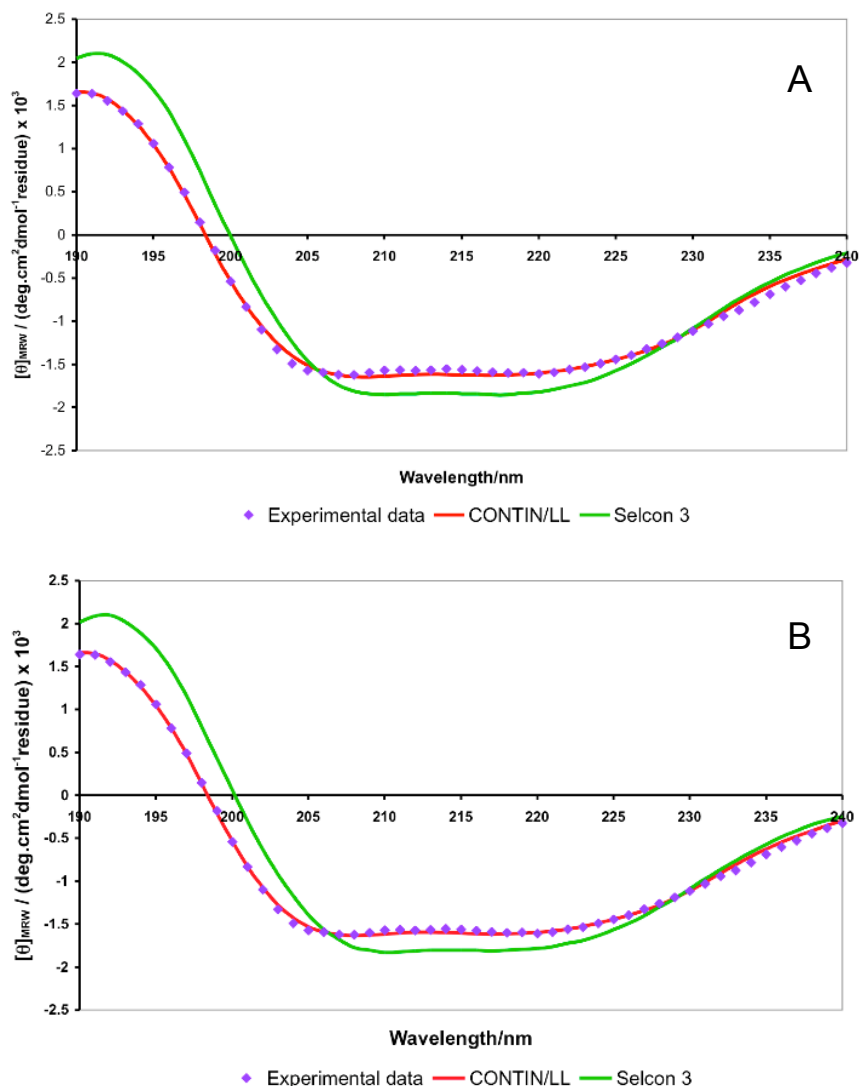 A
2.5
2
1.5
1
0.5
0
-0.5
-1
-1.5
-2
-2.5
190 195 200 205 210 215 220 225 230 235 240
[θ]MRW / (deg.cm²dmol⁻¹residue) x 10³
Wavelength/nm
Experimental data CONTIN/LL Selcon 3
B
2.5
2
1.5
1
0.5
0
-0.5
-1
-1.5
-2
-2.5
190 195 200 205 210 215 220 225 230 235 240
[θ]MRW / (deg.cm²dmol⁻¹residue) x 10³
Wavelength/nm
Experimental data CONTIN/LL Selcon 3